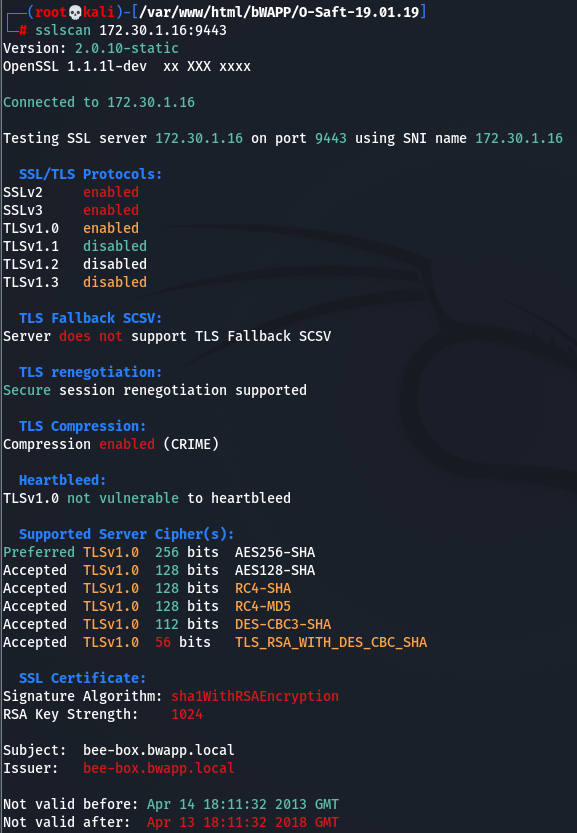 ┌──(root💀kali)-[/var/www/html/bWAPP/O-Saft-19.01.19]
└─# sslscan 172.30.1.16:9443
Version: 2.0.10-static
OpenSSL 1.1.1l-dev  xx XXX xxxx

Connected to 172.30.1.16

Testing SSL server 172.30.1.16 on port 9443 using SNI name 172.30.1.16

  SSL/TLS Protocols:
SSLv2     enabled
SSLv3     enabled
TLSv1.0   enabled
TLSv1.1   disabled
TLSv1.2   disabled
TLSv1.3   disabled

  TLS Fallback SCSV:
Server does not support TLS Fallback SCSV

  TLS renegotiation:
Secure session renegotiation supported

  TLS Compression:
Compression enabled (CRIME)

  Heartbleed:
TLSv1.0 not vulnerable to heartbleed

  Supported Server Cipher(s):
Preferred TLSv1.0  256 bits  AES256-SHA
Accepted  TLSv1.0  128 bits  AES128-SHA
Accepted  TLSv1.0  128 bits  RC4-SHA
Accepted  TLSv1.0  128 bits  RC4-MD5
Accepted  TLSv1.0  112 bits  DES-CBC3-SHA
Accepted  TLSv1.0  56 bits   TLS_RSA_WITH_DES_CBC_SHA

  SSL Certificate:
Signature Algorithm: sha1WithRSAEncryption
RSA Key Strength:    1024

Subject:  bee-box.bwapp.local
Issuer:   bee-box.bwapp.local

Not valid before: Apr 14 18:11:32 2013 GMT
Not valid after:  Apr 13 18:11:32 2018 GMT